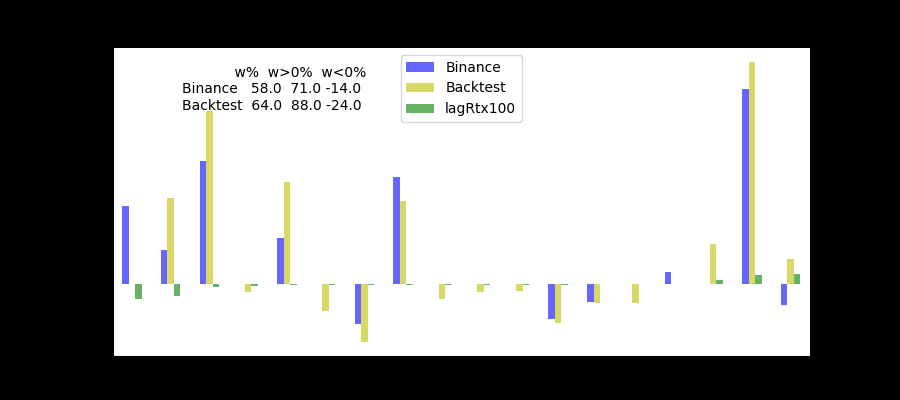 w% w>0% w<0%
Binance 58.0 71.0 -14.0
Backtest 64.0 88.0 -24.0
Binance
Backtest
lagRtx100